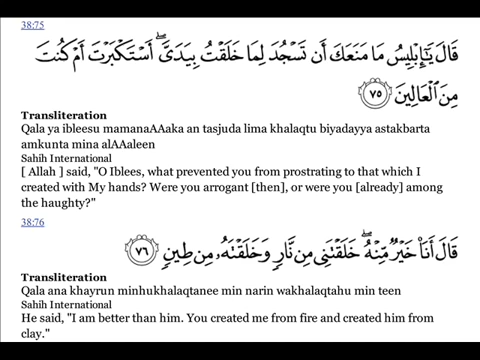 38:75
قَالَ يَٰٓإِبْلِيسُ مَا مَنَعَكَ أَن تَسْجُدَ لِمَا خَلَقْتُ بِيَدَىَّ ۖ أَسْتَكْبَرْتَ أَمْ كُنتَ
مِنَ ٱلْعَالِينَ ٧٥
Transliteration
Qala ya ibleesu mamanaAAaka an tasjuda lima khalaqtu biyadayya astakbarta
amkunta mina alAAaleen
Sahih International
[ Allah ] said, "O Iblees, what prevented you from prostrating to that which I
created with My hands? Were you arrogant [then], or were you [already] among
the haughty?"
38:76
قَالَ أَنَا۠ خَيْرٌ مِّنْهُ ۖ خَلَقْتَنِى مِن نَّارٍ وَخَلَقْتَهُۥ مِن طِينٍ ٧٦
Transliteration
Qala ana khayrun minhukhalaqtanee min narin wakhalaqtahu min teen
Sahih International
He said, "I am better than him. You created me from fire and created him from
clay."